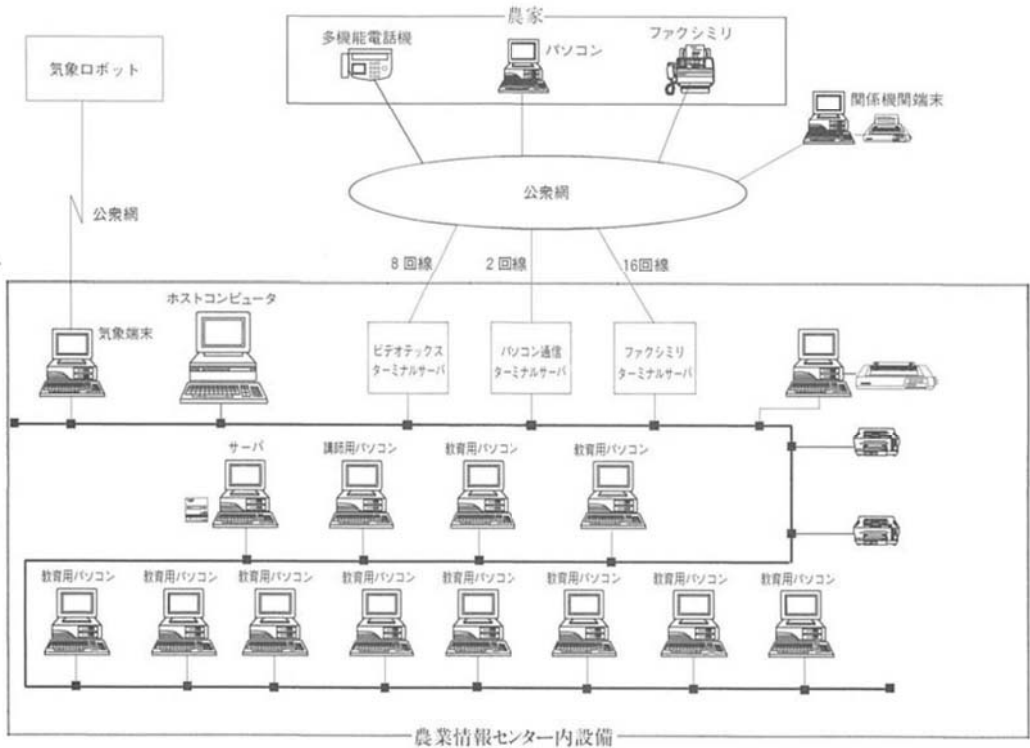 農家
多機能電話機
パソコン
ファクシミリ
気象ロボット
関係機関端末
公衆網
公衆網
8回線
2回線
16回線
ホストコンピュータ
気象端末
ビデオテックス
ターミナルサーバ
パソコン通信
ターミナルサーバ
ファクシミリ
ターミナルサーバ
サーバ
講師用パソコン
教育用パソコン
教育用パソコン
教育用パソコン
教育用パソコン
教育用パソコン
教育用パソコン
教育用パソコン
教育用パソコン
教育用パソコン
教育用パソコン
農業情報センター内設備